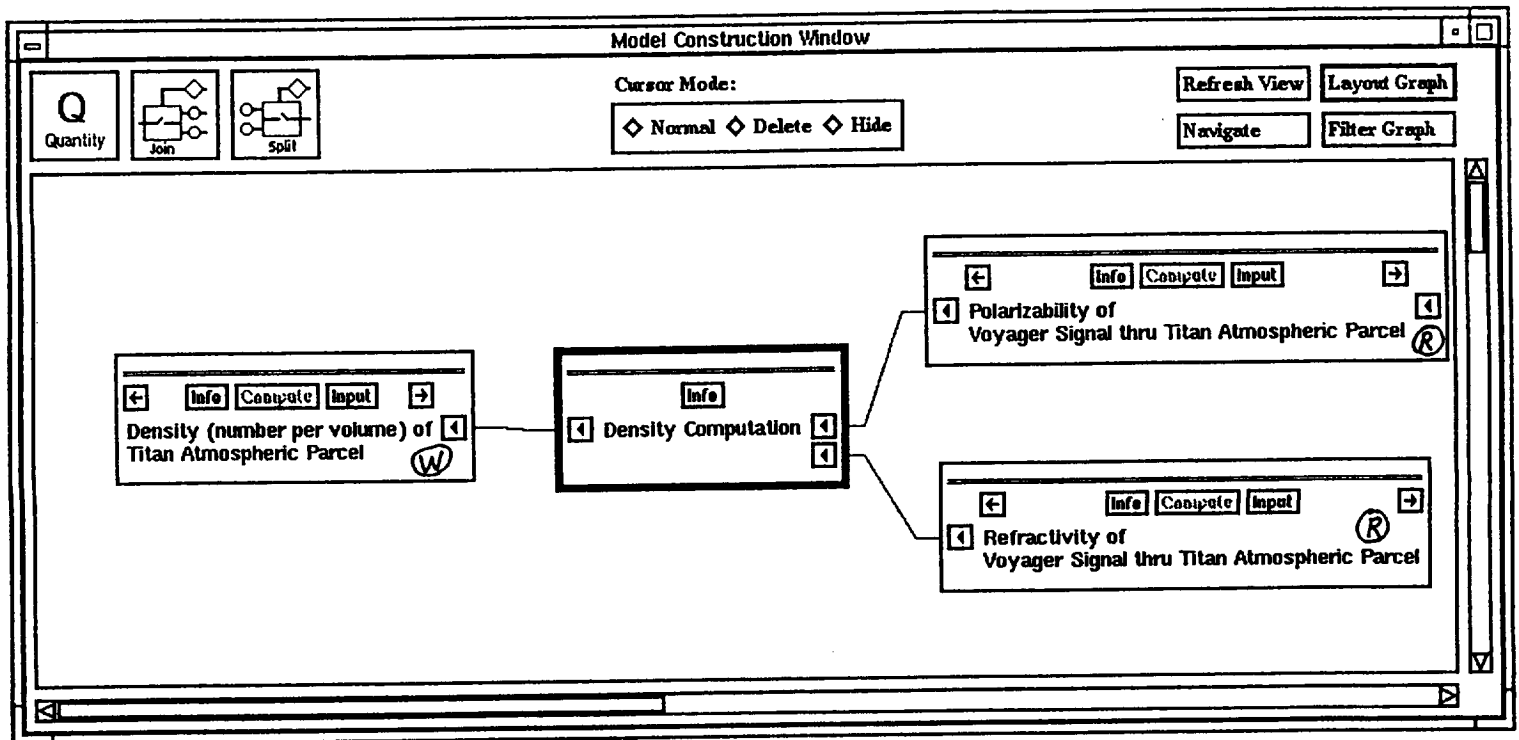 Model Construction Window
Q
Quantity
Join
Split
Cursor Mode:
Normal Delete Hide
Refresh View Layout Graph
Navigate Filter Graph
Info Compute Input
Polarizability of
Voyager Signal thru Titan Atmospheric Parcel
R
Info Compute Input
Density (number per volume) of
Titan Atmospheric Parcel
W
Info
Density Computation
Info Compute Input
R
Refractivity of
Voyager Signal thru Titan Atmospheric Parcel